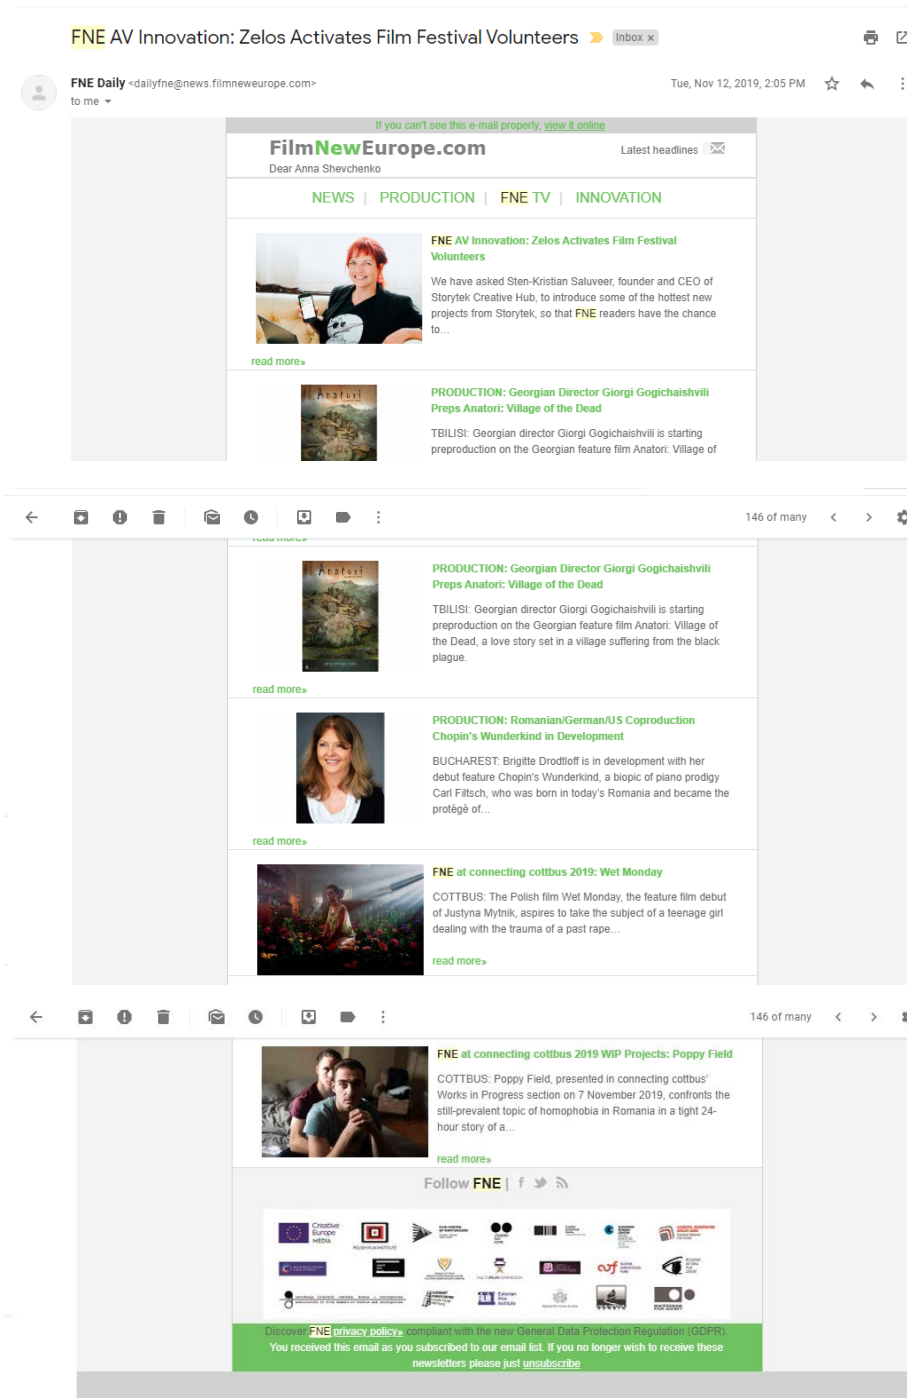 FNE AV Innovation: Zelos Activates Film Festival Volunteers
Inbox ×
FNE Daily <dailyfne@news.filmneweurope.com>
Tue, Nov 12, 2019, 2:05 PM
to me
If you can't see this e-mail properly, view it online
FilmNewEurope.com
Latest headlines
Dear Anna Shevchenko
NEWS | PRODUCTION | FNE TV | INNOVATION
FNE AV Innovation: Zelos Activates Film Festival
Volunteers
We have asked Sten-Kristian Saluveer, founder and CEO of
Storytek Creative Hub, to introduce some of the hottest new
projects from Storytek, so that FNE readers have the chance
to…
read more»
Anatori
PRODUCTION: Georgian Director Giorgi Gogichaishvili
Preps Anatori: Village of the Dead
TBILISI: Georgian director Giorgi Gogichaishvili is starting
preproduction on the Georgian feature film Anatori: Village of
146 of many
read more»
Anatori
PRODUCTION: Georgian Director Giorgi Gogichaishvili
Preps Anatori: Village of the Dead
TBILISI: Georgian director Giorgi Gogichaishvili is starting
preproduction on the Georgian feature film Anatori: Village of
the Dead, a love story set in a village suffering from the black
plague.
read more»
PRODUCTION: Romanian/German/US Coproduction
Chopin's Wunderkind in Development
BUCHAREST: Brigitte Drodtloff is in development with her
debut feature Chopin's Wunderkind, a biopic of piano prodigy
Carl Filtsch, who was born in today's Romania and became the
protégé of…
read more»
FNE at connecting cottbus 2019: Wet Monday
COTTBUS: The Polish film Wet Monday, the feature film debut
of Justyna Mytnik, aspires to take the subject of a teenage girl
dealing with the trauma of a past rape…
read more»
146 of many
FNE at connecting cottbus 2019 WIP Projects: Poppy Field
COTTBUS: Poppy Field, presented in connecting cottbus'
Works in Progress section on 7 November 2019, confronts the
still-prevalent topic of homophobia in Romania in a tight 24-
hour story of a…
read more»
Follow FNE |
Creative
Europe
MEDIA
POLISH FILM INSTITUTE
Estonian
Film
Institute
Discover FNE privacy policy» compliant with the new General Data Protection Regulation (GDPR).
You received this email as you subscribed to our email list. If you no longer wish to receive these
newsletters please just unsubscribe